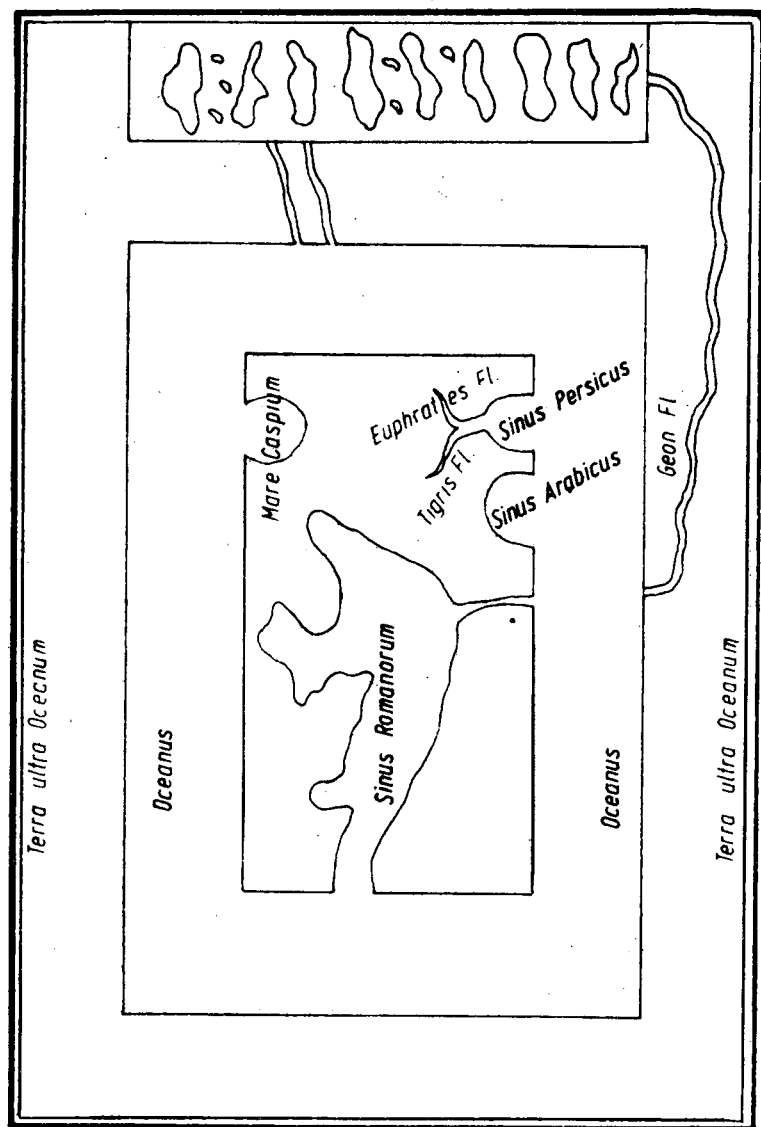 Mare Caspium
Euphrates Fl.
Sinus Persicus
Tigris Fl.
Sinus Arabicus
Geon Fl.
Sinus Romanorum
Terra ultra Ocecnum
Oceanus
Oceanus
Terra ultra Oceanum